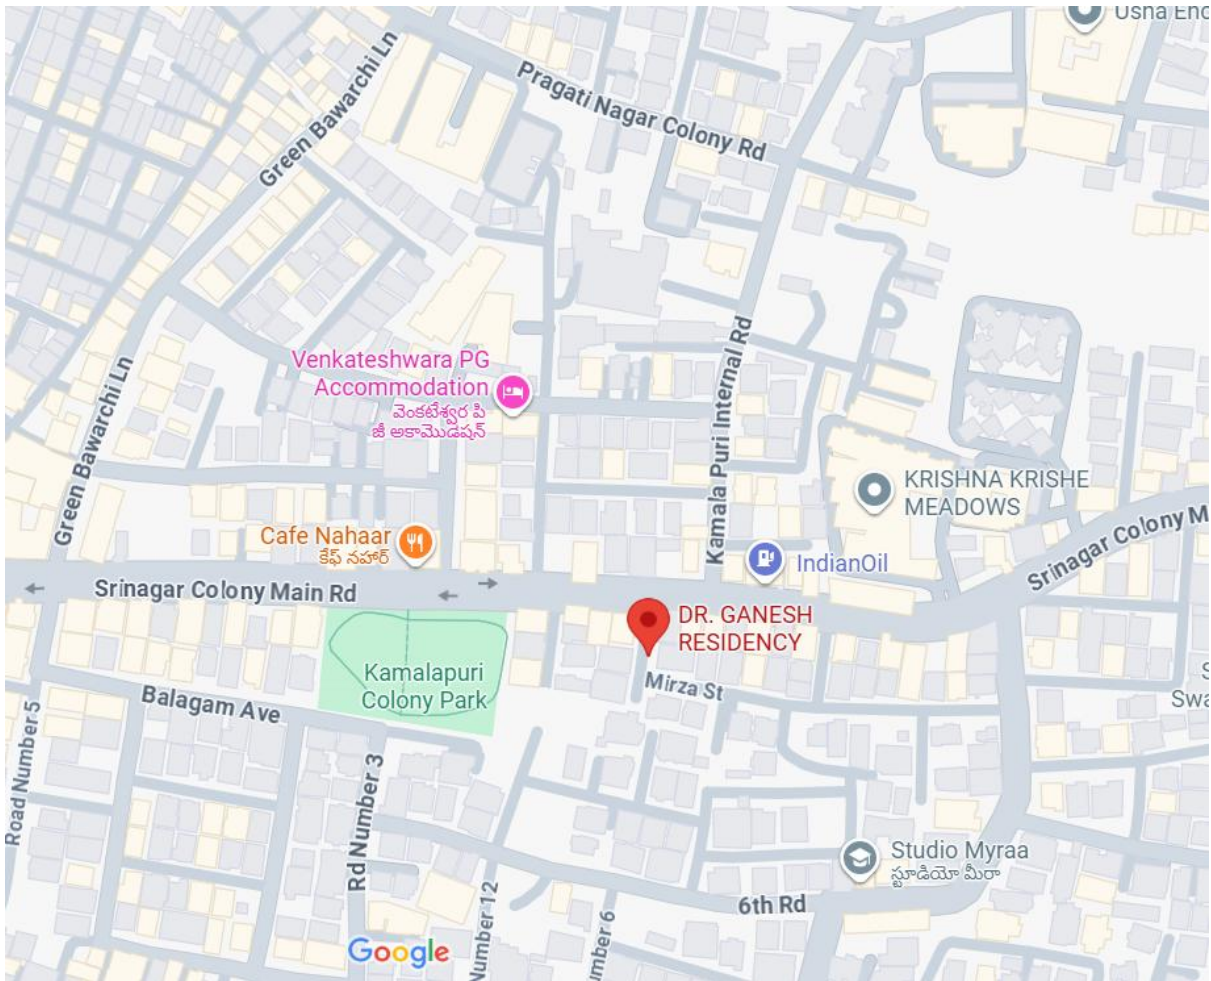 Usha Enc
Pragati Nagar Colony Rd
Green Bawarchi Ln
Venkateshwara PG
Accommodation
వెంకటేశ్వర పి
జీ అకామొడషన్
Kamala Puri Internal Rd
Green Bawarchi Ln
KRISHNA KRISHE
MEADOWS
Cafe Nahaar
కేఫ్ నహార్
IndianOil
Srinagar Colony M
Srinagar Colony Main Rd
DR. GANESH
RESIDENCY
Kamalapuri
Colony Park
Mirza St
S
Swa
Balagam Ave
Road Number 5
Rd Number 3
Studio Myraa
స్టూడియో మీరా
6th Rd
Number 12
umber 6
Google